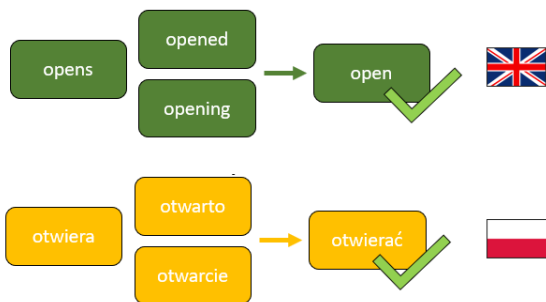 opened
opens
open
opening
otwarto
otwiera
otwierać
otwarcie